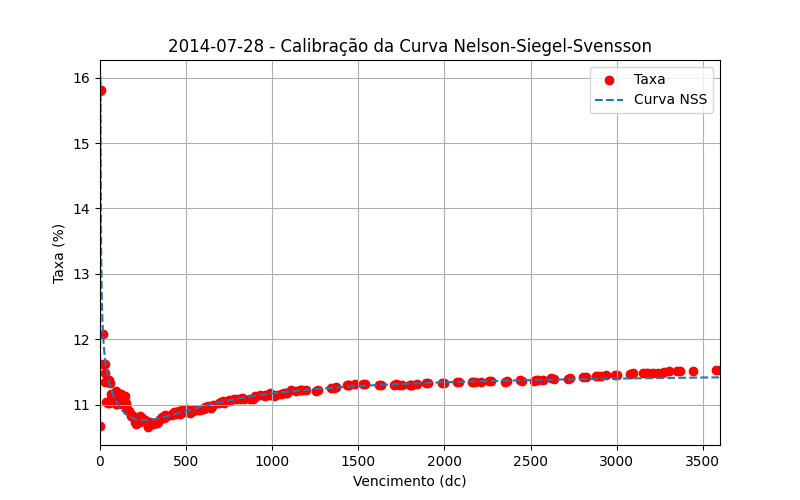 2014-07-28 - Calibração da Curva Nelson-Siegel-Svensson
Taxa
Curva NSS
Taxa (%)
16
15
14
13
12
11
0 500 1000 1500 2000 2500 3000 3500
Vencimento (dc)